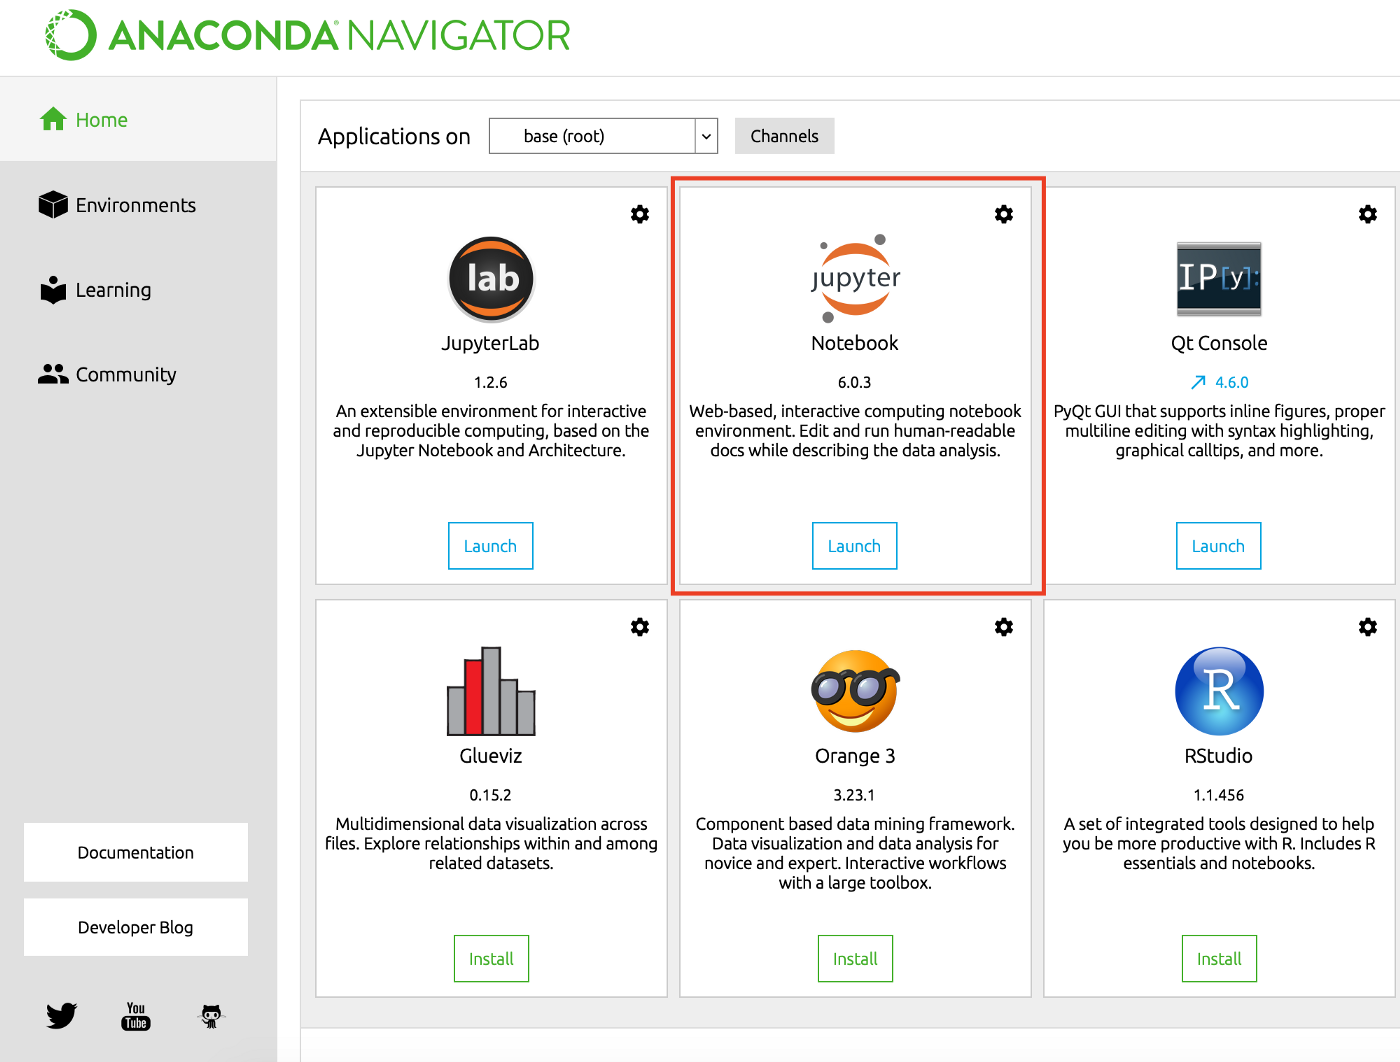 ANACONDA NAVIGATOR
Home
Environments
Learning
Community
Documentation
Developer Blog
You
Tube
Applications on
base (root)
Channels
lab
JupyterLab
1.2.6
An extensible environment for interactive
and reproducible computing, based on the
Jupyter Notebook and Architecture.
Launch
jupyter
Notebook
6.0.3
Web-based, interactive computing notebook
environment. Edit and run human-readable
docs while describing the data analysis.
Launch
IP[y]:
Qt Console
4.6.0
PyQt GUI that supports inline figures, proper
multiline editing with syntax highlighting,
graphical calltips, and more.
Launch
Glueviz
0.15.2
Multidimensional data visualization across
files. Explore relationships within and among
related datasets.
Install
Orange 3
3.23.1
Component based data mining framework.
Data visualization and data analysis for
novice and expert. Interactive workflows
with a large toolbox.
Install
R
RStudio
1.1.456
A set of integrated tools designed to help
you be more productive with R. Includes R
essentials and notebooks.
Install